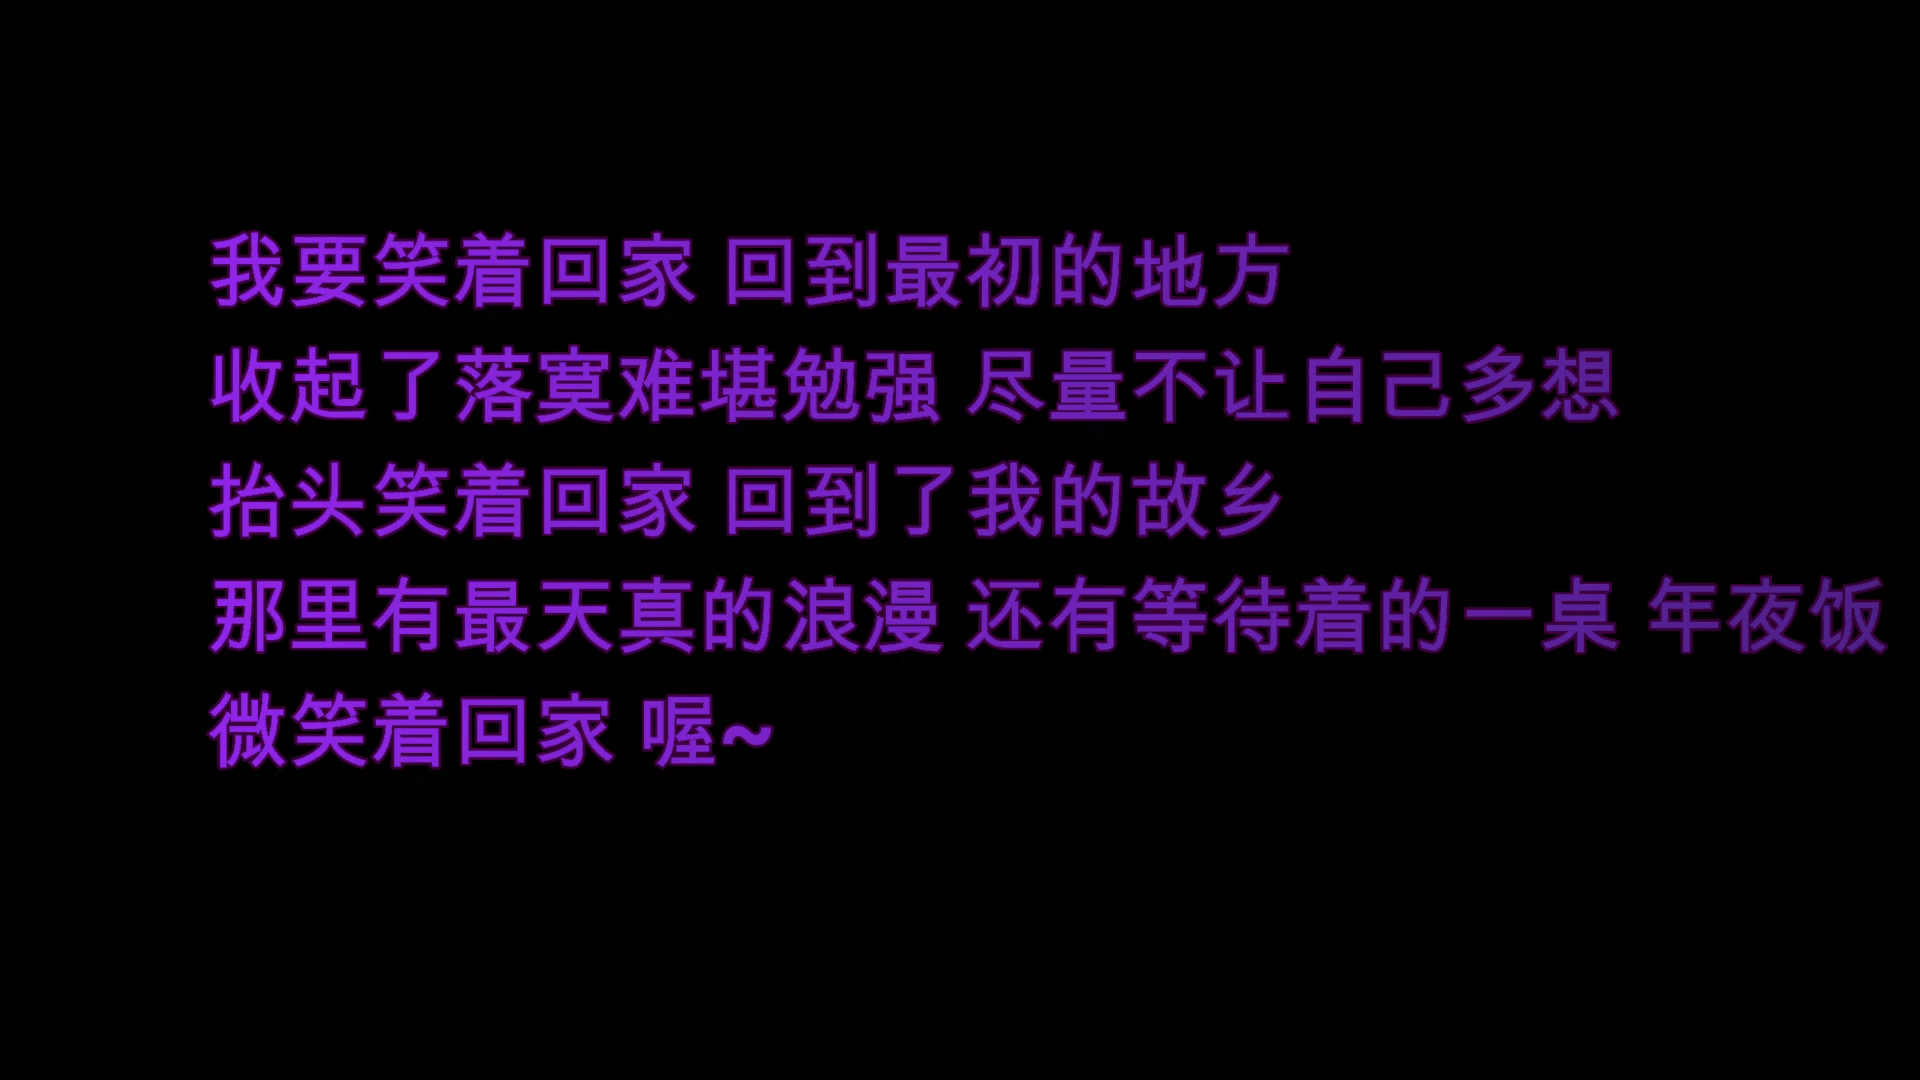 我要笑着回家 回到最初的地方
收起了落寞难堪勉强 尽量不让自己多想
抬头笑着回家 回到了我的故乡
那里有最天真的浪漫 还有等待着的一桌 年夜饭
微笑着回家 喔~